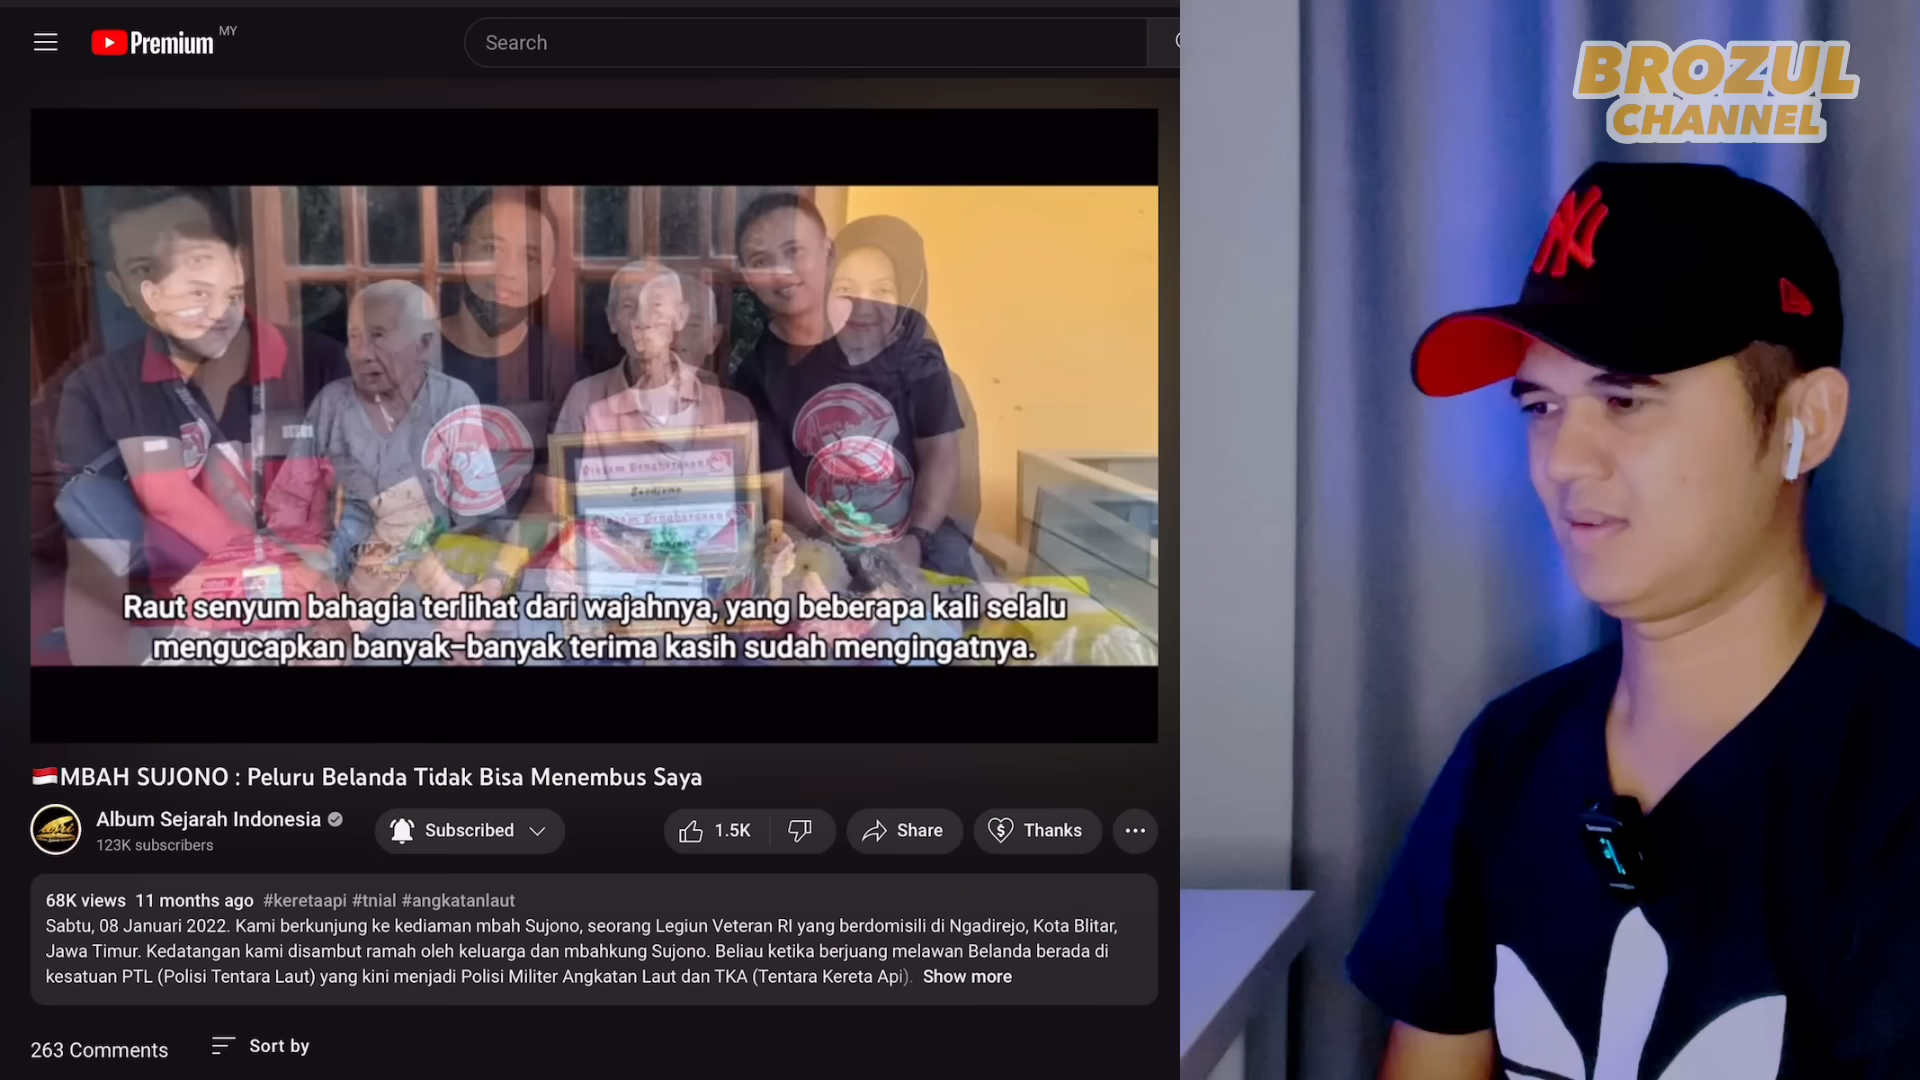 Premium MY
Search
BROZUL
CHANNEL
NY
Piagam Penghargaan
Soedjono
Raut senyum bahagia terlihat dari wajahnya, yang beberapa kali selalu
mengucapkan banyak-banyak terima kasih sudah mengingatnya.
MBAH SUJONO : Peluru Belanda Tidak Bisa Menembus Saya
Album Sejarah Indonesia
123K subscribers
Subscribed
1.5K
Share
Thanks
68K views 11 months ago #keretaapi #tnial #angkatanlaut
Sabtu, 08 Januari 2022. Kami berkunjung ke kediaman mbah Sujono, seorang Legiun Veteran RI yang berdomisili di Ngadirejo, Kota Blitar,
Jawa Timur. Kedatangan kami disambut ramah oleh keluarga dan mbahkung Sujono. Beliau ketika berjuang melawan Belanda berada di
kesatuan PTL (Polisi Tentara Laut) yang kini menjadi Polisi Militer Angkatan Laut dan TKA (Tentara Kereta Api). Show more
263 Comments
Sort by